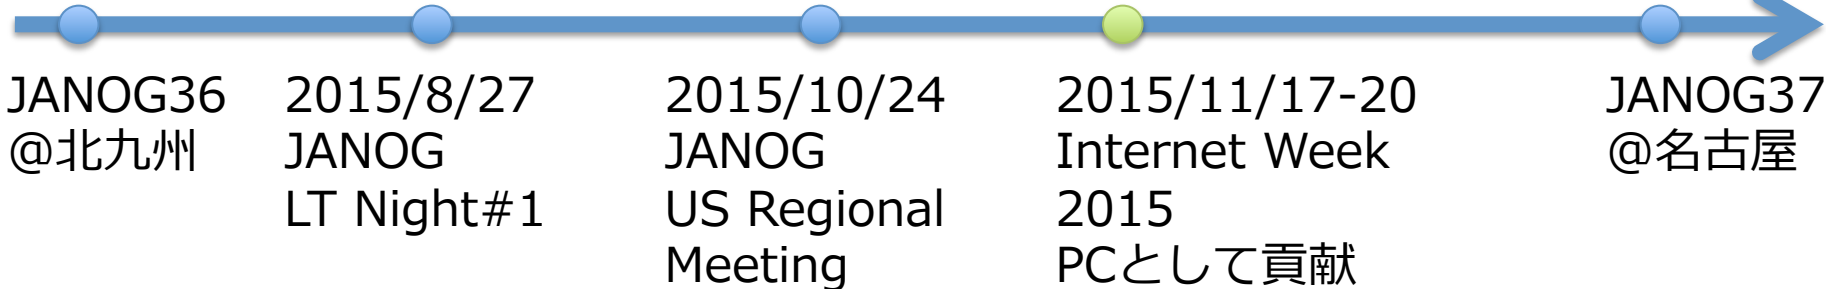 JANOG36
@北九州
2015/8/27
JANOG
LT Night#1
2015/10/24
JANOG
US Regional
Meeting
2015/11/17-20
Internet Week
2015
PCとして貢献
JANOG37
@名古屋